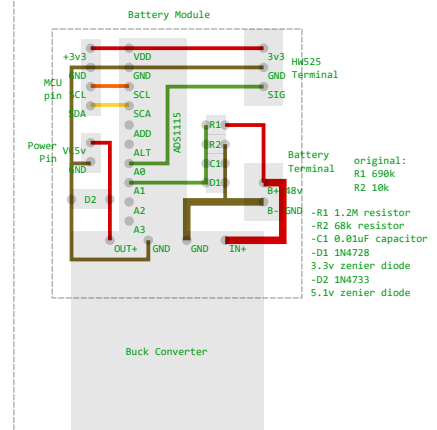 Battery Module
+3v3
VDD
3v3
HW525
GND
GND
GND
Terminal
MCU
pin
SCL
SCL
SIG
SDA
SCA
ADS1115
ADD
R1
ALT
R2
Power
Pin
VC5v
GND
A0
C1
Battery
Terminal
A1
D1
B+ 48v
D2
A2
B- GND
A3
OUT+
GND
GND
IN+
original:
R1 690k
R2 10k
-R1 1.2M resistor
-R2 68k resistor
-C1 0.01uF capacitor
-D1 1N4728
3.3v zenier diode
-D2 1N4733
5.1v zenier diode
Buck Converter